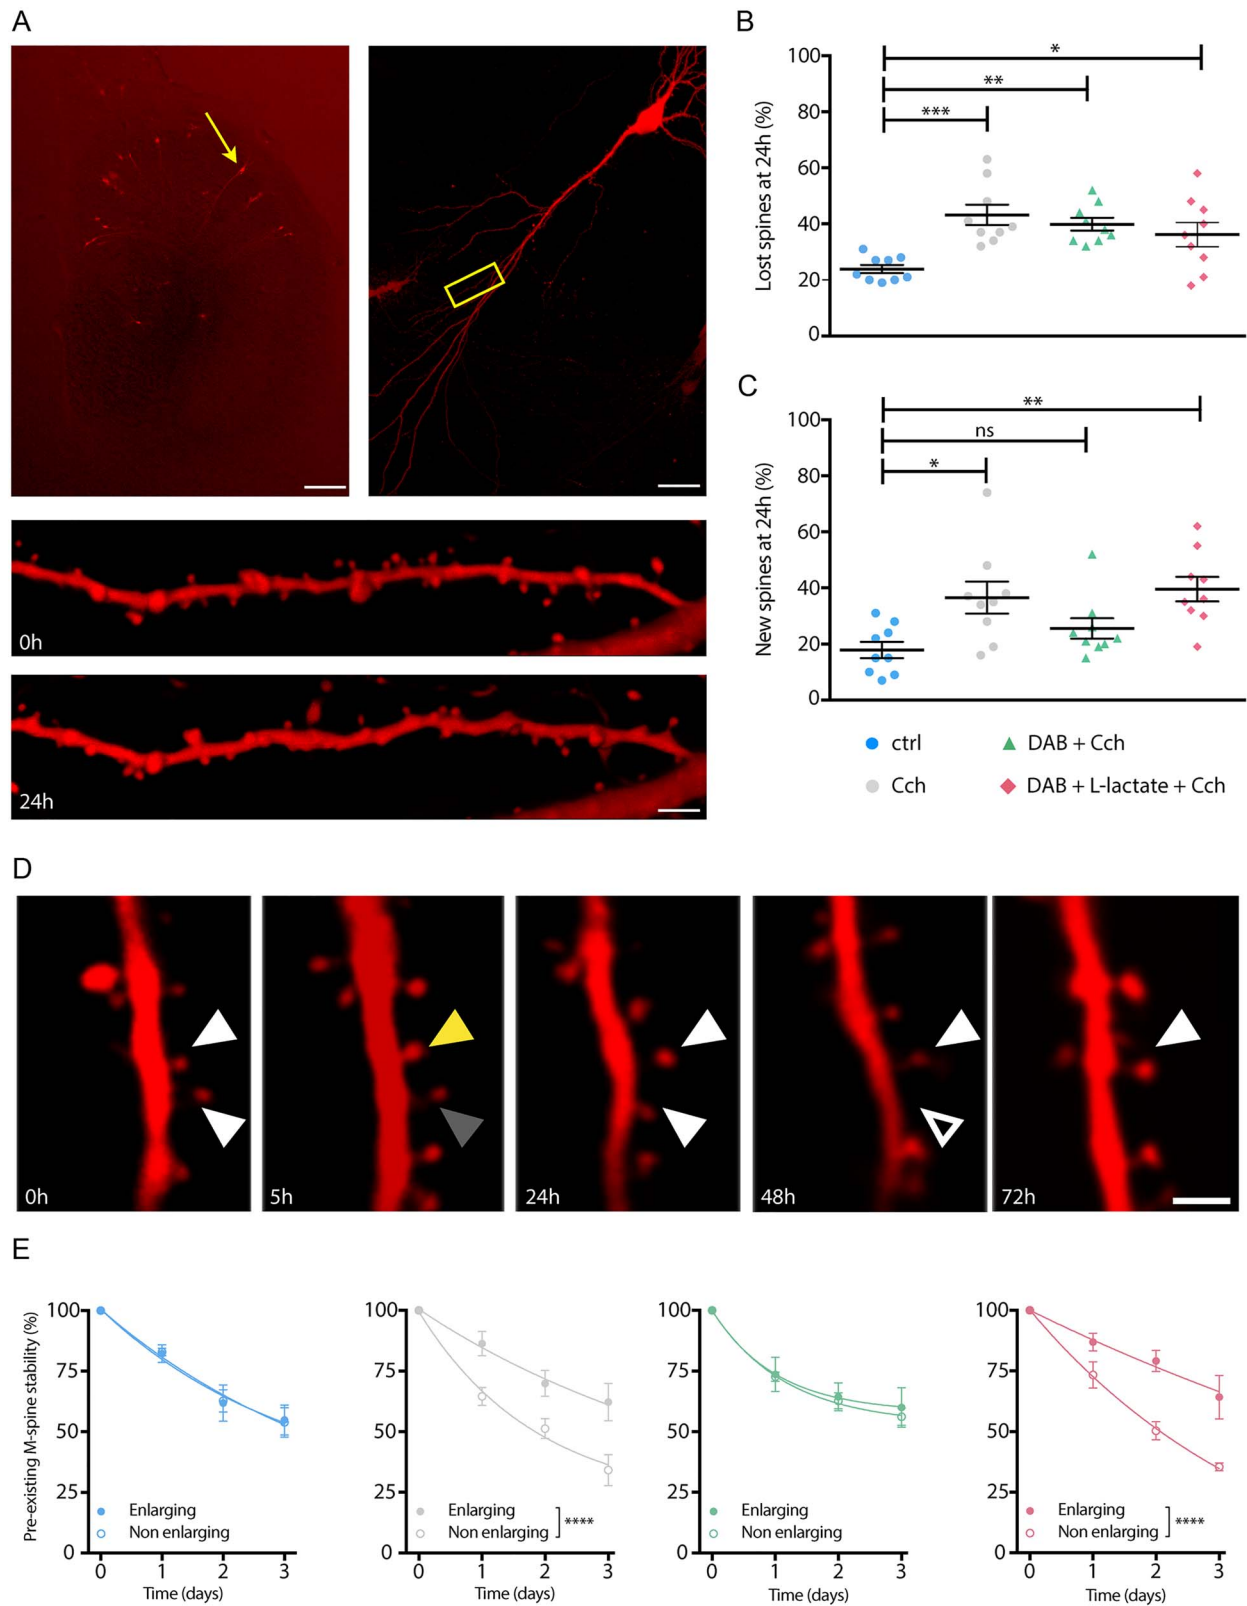 A
0h
24h
B
Lost spines at 24h (%)
100
80
60
40
20
0
*
**
***
C
New spines at 24h (%)
100
80
60
40
20
0
**
ns
*
ctrl
DAB + Cch
Cch
DAB + L-lactate + Cch
D
0h
5h
24h
48h
72h
E
Pre-existing M-spine stability (%)
100
75
50
25
0
Enlarging
Non enlarging
0 1 2 3
Time (days)
100
75
50
25
0
Enlarging
Non enlarging
****
0 1 2 3
Time (days)
100
75
50
25
0
Enlarging
Non enlarging
0 1 2 3
Time (days)
100
75
50
25
0
Enlarging
Non enlarging
****
0 1 2 3
Time (days)